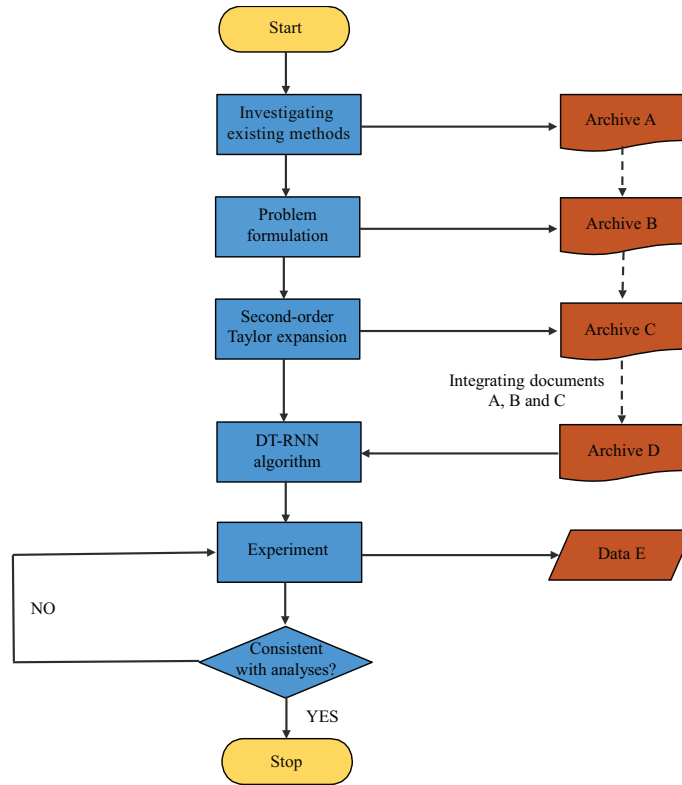 Start
Investigating
existing methods
Archive A
Problem
formulation
Archive B
Second-order
Taylor expansion
Archive C
Integrating documents
A, B and C
DT-RNN
algorithm
Archive D
Experiment
Data E
NO
Consistent
with analyses?
YES
Stop